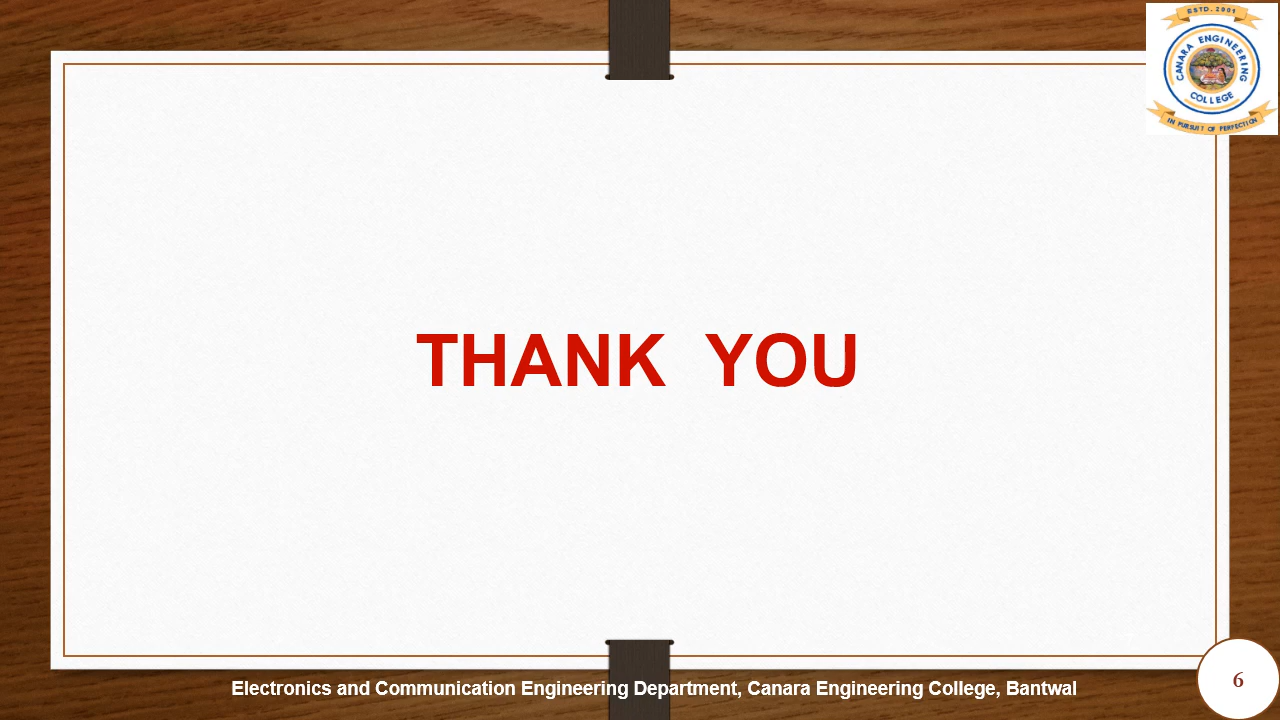 ESTD. 2001
CANARA ENGINEERING
COLLEGE
IN PURSUIT OF PERFECTION
THANK YOU
Electronics and Communication Engineering Department, Canara Engineering College, Bantwal
6